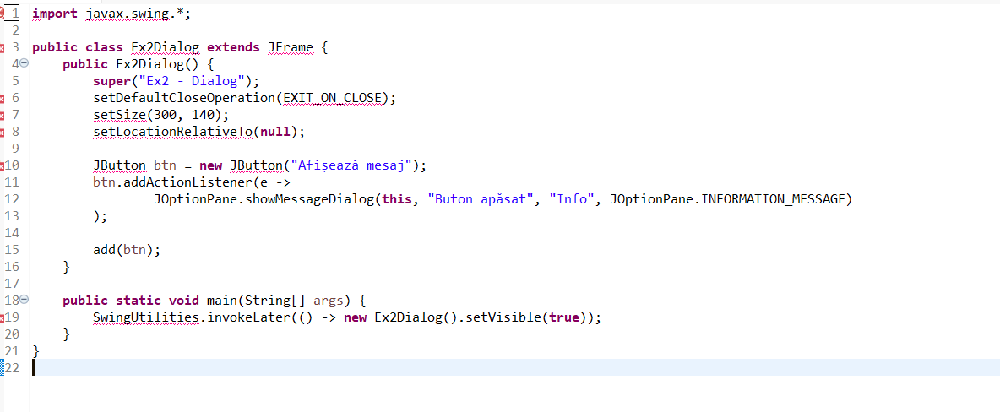 1 import javax.swing.*;
2
3 public class Ex2Dialog extends JFrame {
4 public Ex2Dialog() {
5 super("Ex2 - Dialog");
6 setDefaultCloseOperation(EXIT_ON_CLOSE);
7 setSize(300, 140);
8 setLocationRelativeTo(null);
9
10 JButton btn = new JButton("Afișează mesaj");
11 btn.addActionListener(e ->
12 JOptionPane.showMessageDialog(this, "Buton apăsat", "Info", JOptionPane.INFORMATION_MESSAGE)
13 );
14
15 add(btn);
16 }
17
18 public static void main(String[] args) {
19 SwingUtilities.invokeLater(() -> new Ex2Dialog().setVisible(true));
20 }
21 }
22